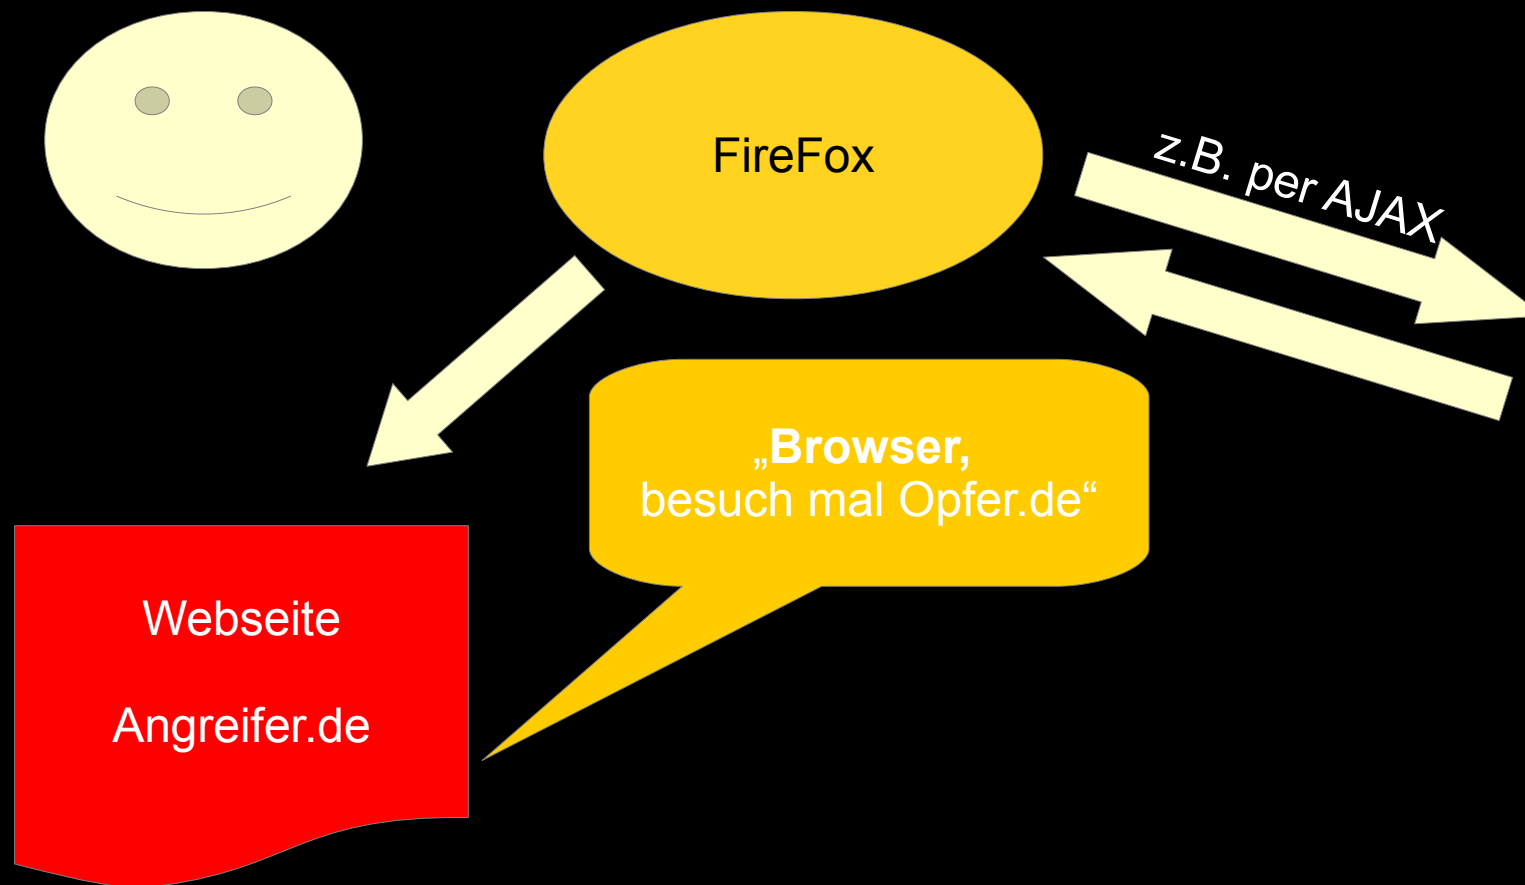 FireFox
z.B. per AJAX
„Browser,
besuch mal Opfer.de“
Webseite
Angreifer.de